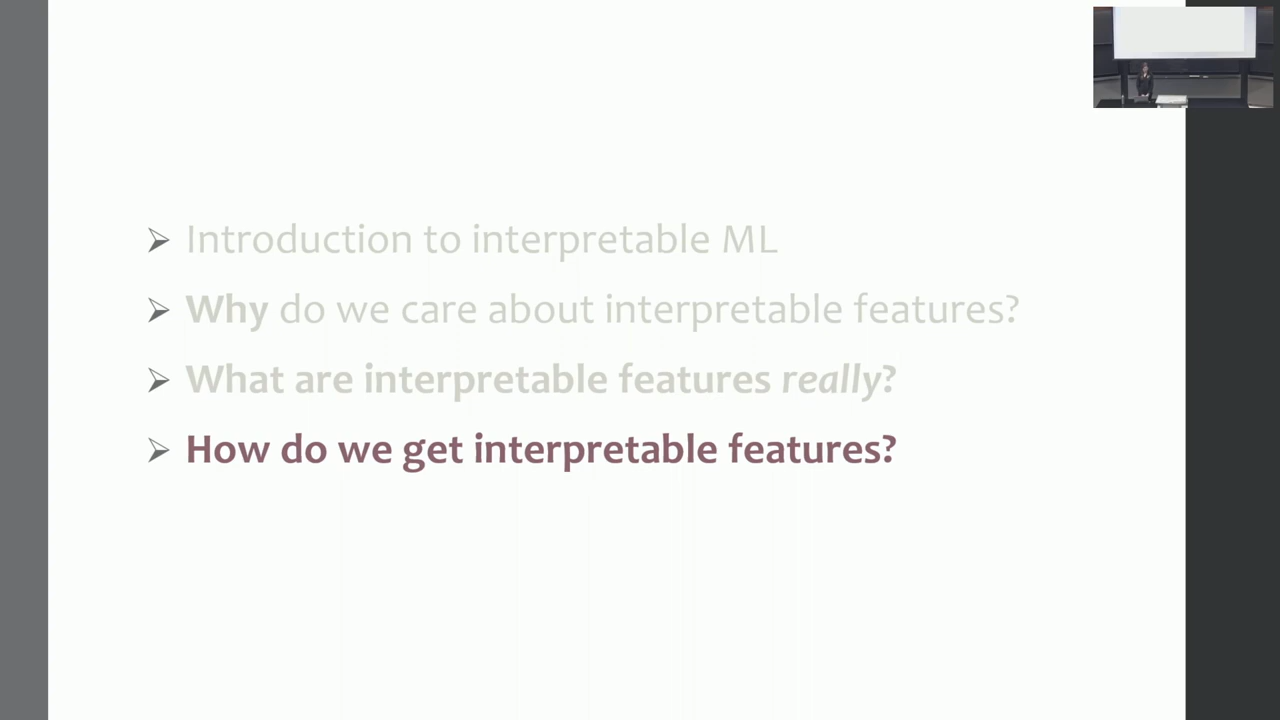 Introduction to interpretable ML
Why do we care about interpretable features?
What are interpretable features really?
How do we get interpretable features?